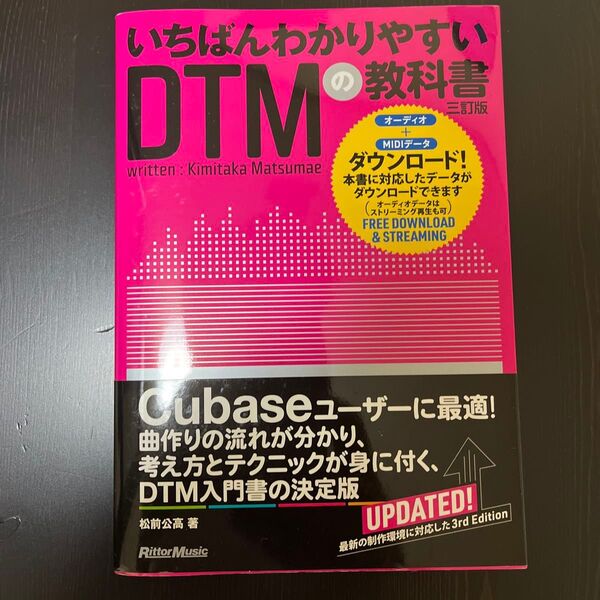 いちばんわかりやすい
DTMの教科書
三訂版
written : Kimitaka Matsumae
オーディオ
+
MIDIデータ
ダウンロード!
本書に対応したデータが
ダウンロードできます
(オーディオデータは
ストリーミング再生も可)
FREE DOWNLOAD
& STREAMING
Cubaseユーザーに最適!
曲作りの流れが分かり、
考え方とテクニックが身に付く、
DTM入門書の決定版
松前公高 著
UPDATED!
最新の制作環境に対応した3rd Edition
RittorMusic